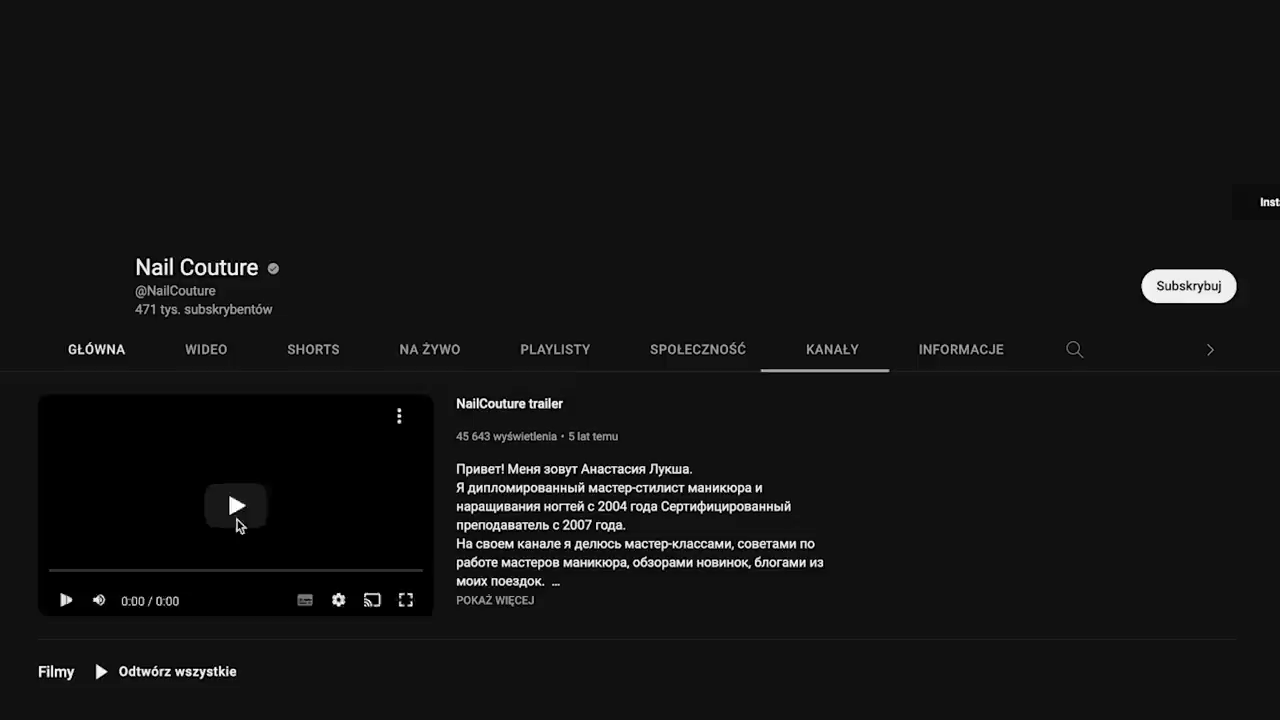 Inst
Nail Couture
@NailCouture
471 tys. subskrybentów
Subskrybuj
GŁÓWNA WIDEO SHORTS NA ŻYWO PLAYLISTY SPOŁECZNOŚĆ KANAŁY INFORMACJE
NailCouture trailer
45 643 wyświetlenia • 5 lat temu
Привет! Меня зовут Анастасия Лукша.
Я дипломированный мастер-стилист маникюра и
наращивания ногтей с 2004 года Сертифицированный
преподаватель с 2007 года.
На своем канале я делюсь мастер-классами, советами по
работе мастеров маникюра, обзорами новинок, блогами из
моих поездок. ...
POKAŻ WIĘCEJ
0:00 / 0:00
Filmy Odtwórz wszystkie